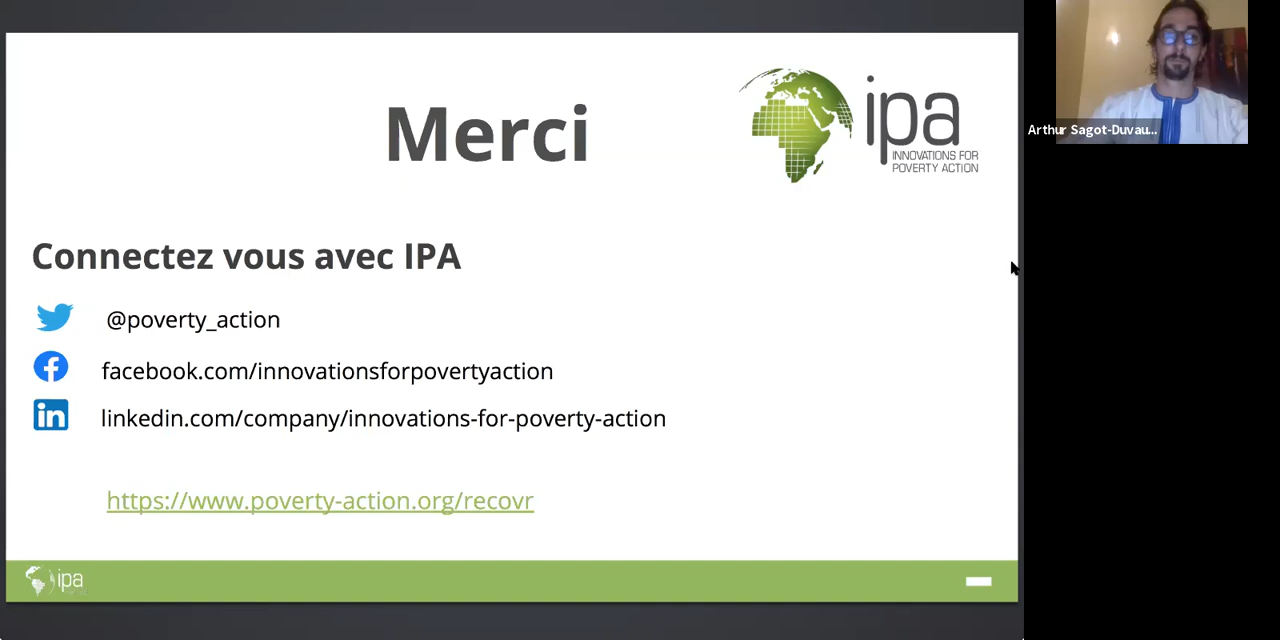 Merci
ipa
INNOVATIONS FOR
POVERTY ACTION
Arthur Sagot-Duvau...
Connectez vous avec IPA
@poverty_action
facebook.com/innovationsforpovertyaction
linkedin.com/company/innovations-for-poverty-action
https://www.poverty-action.org/recovr
ipa